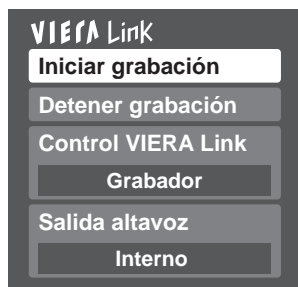 VIERA Link
Iniciar grabación
Detener grabación
Control VIERA Link
Grabador
Salida altavoz
Interno